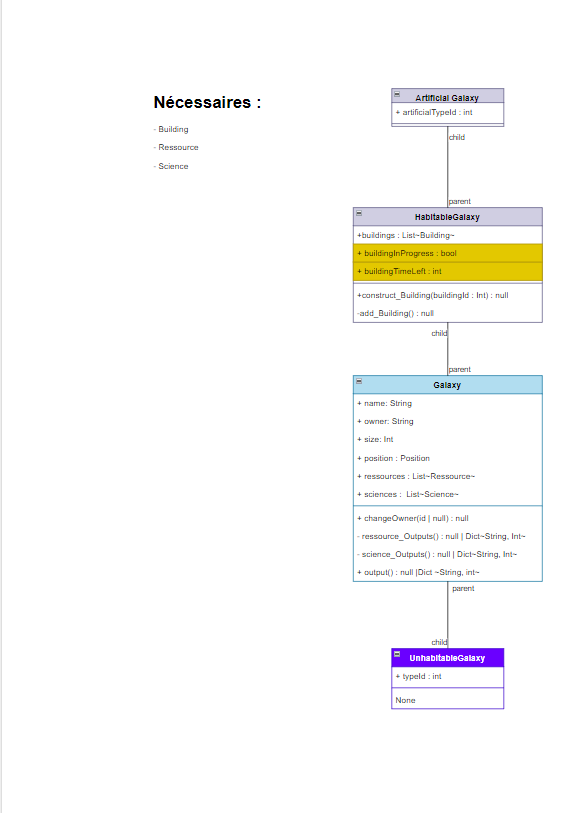 Nécessaires :
- Building
- Ressource
- Science
Artificial Galaxy
+ artificialTypeId : int
child
parent
HabitableGalaxy
+buildings : List~Building~
+ buildingInProgress : bool
+ buildingTimeLeft : int
+construct_Building(buildingId : Int) : null
-add_Building() : null
child
parent
Galaxy
+ name: String
+ owner: String
+ size: Int
+ position : Position
+ ressources : List~Ressource~
+ sciences :  List~Science~
+ changeOwner(id | null) : null
- ressource_Outputs() : null | Dict~String, Int~
- science_Outputs() : null | Dict~String, Int~
+ output() : null |Dict ~String, int~
parent
child
UnhabitableGalaxy
+ typeId : int
None